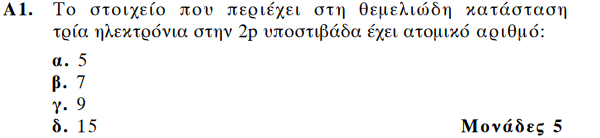 A1. Το στοιχείο που περιέχει στη θεμελιώδη κατάσταση
τρία ηλεκτρόνια στην 2p υποστιβάδα έχει ατομικό αριθμό:
α. 5
β. 7
γ. 9
δ. 15 Μονάδες 5